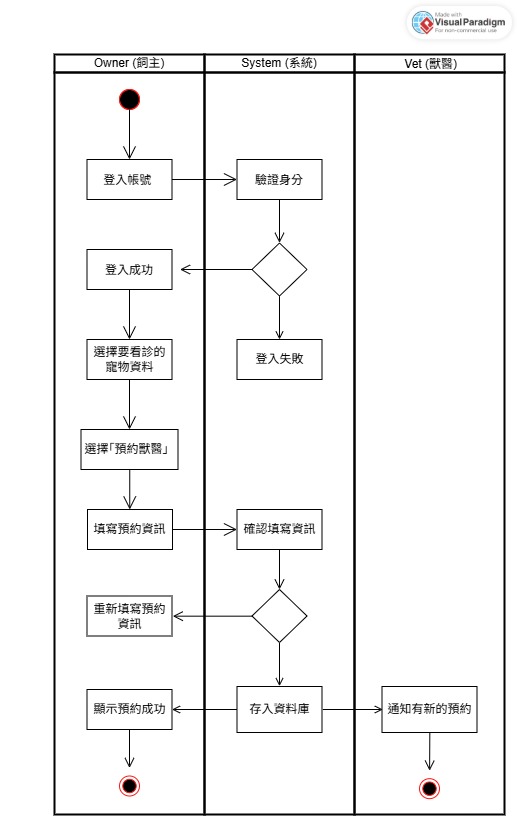 Made with
Visual Paradigm
For non-commercial use
Owner (飼主)
System (系統)
Vet (獸醫)
登入帳號
驗證身分
登入成功
選擇要看診的
寵物資料
登入失敗
選擇「預約獸醫」
填寫預約資訊
確認填寫資訊
重新填寫預約
資訊
顯示預約成功
存入資料庫
通知有新的預約